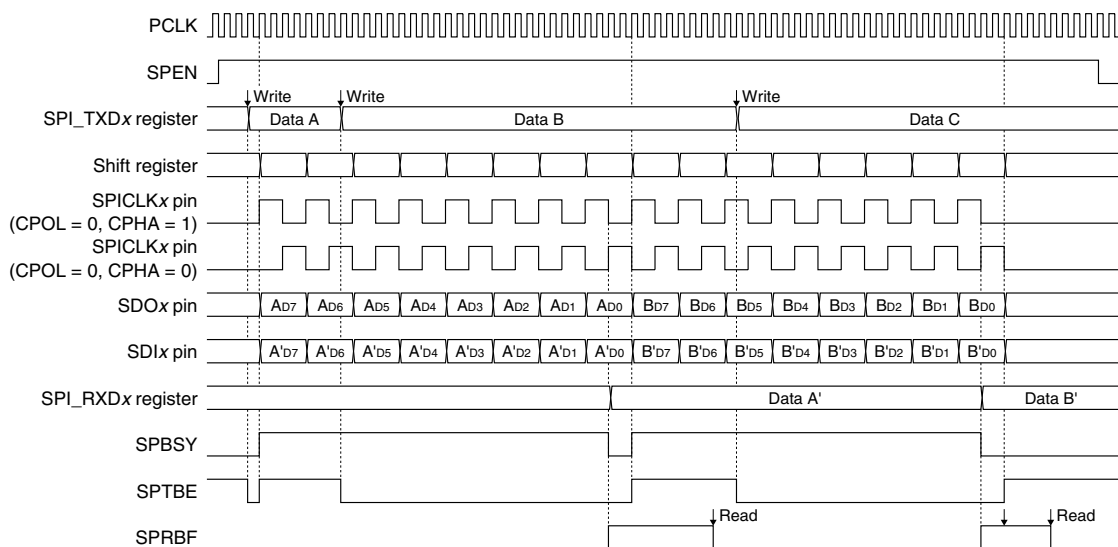 PCLK
SPEN
Write Write Write
SPI_TXDx register Data A Data B Data C
Shift register
SPICLKx pin
(CPOL = 0, CPHA = 1)
SPICLKx pin
(CPOL = 0, CPHA = 0)
SDOx pin AD7 AD6 AD5 AD4 AD3 AD2 AD1 AD0 BD7 BD6 BD5 BD4 BD3 BD2 BD1 BD0
SDIx pin A'D7 A'D6 A'D5 A'D4 A'D3 A'D2 A'D1 A'D0 B'D7 B'D6 B'D5 B'D4 B'D3 B'D2 B'D1 B'D0
SPI_RXDx register Data A' Data B'
SPBSY
SPTBE
Read Read
SPRBF